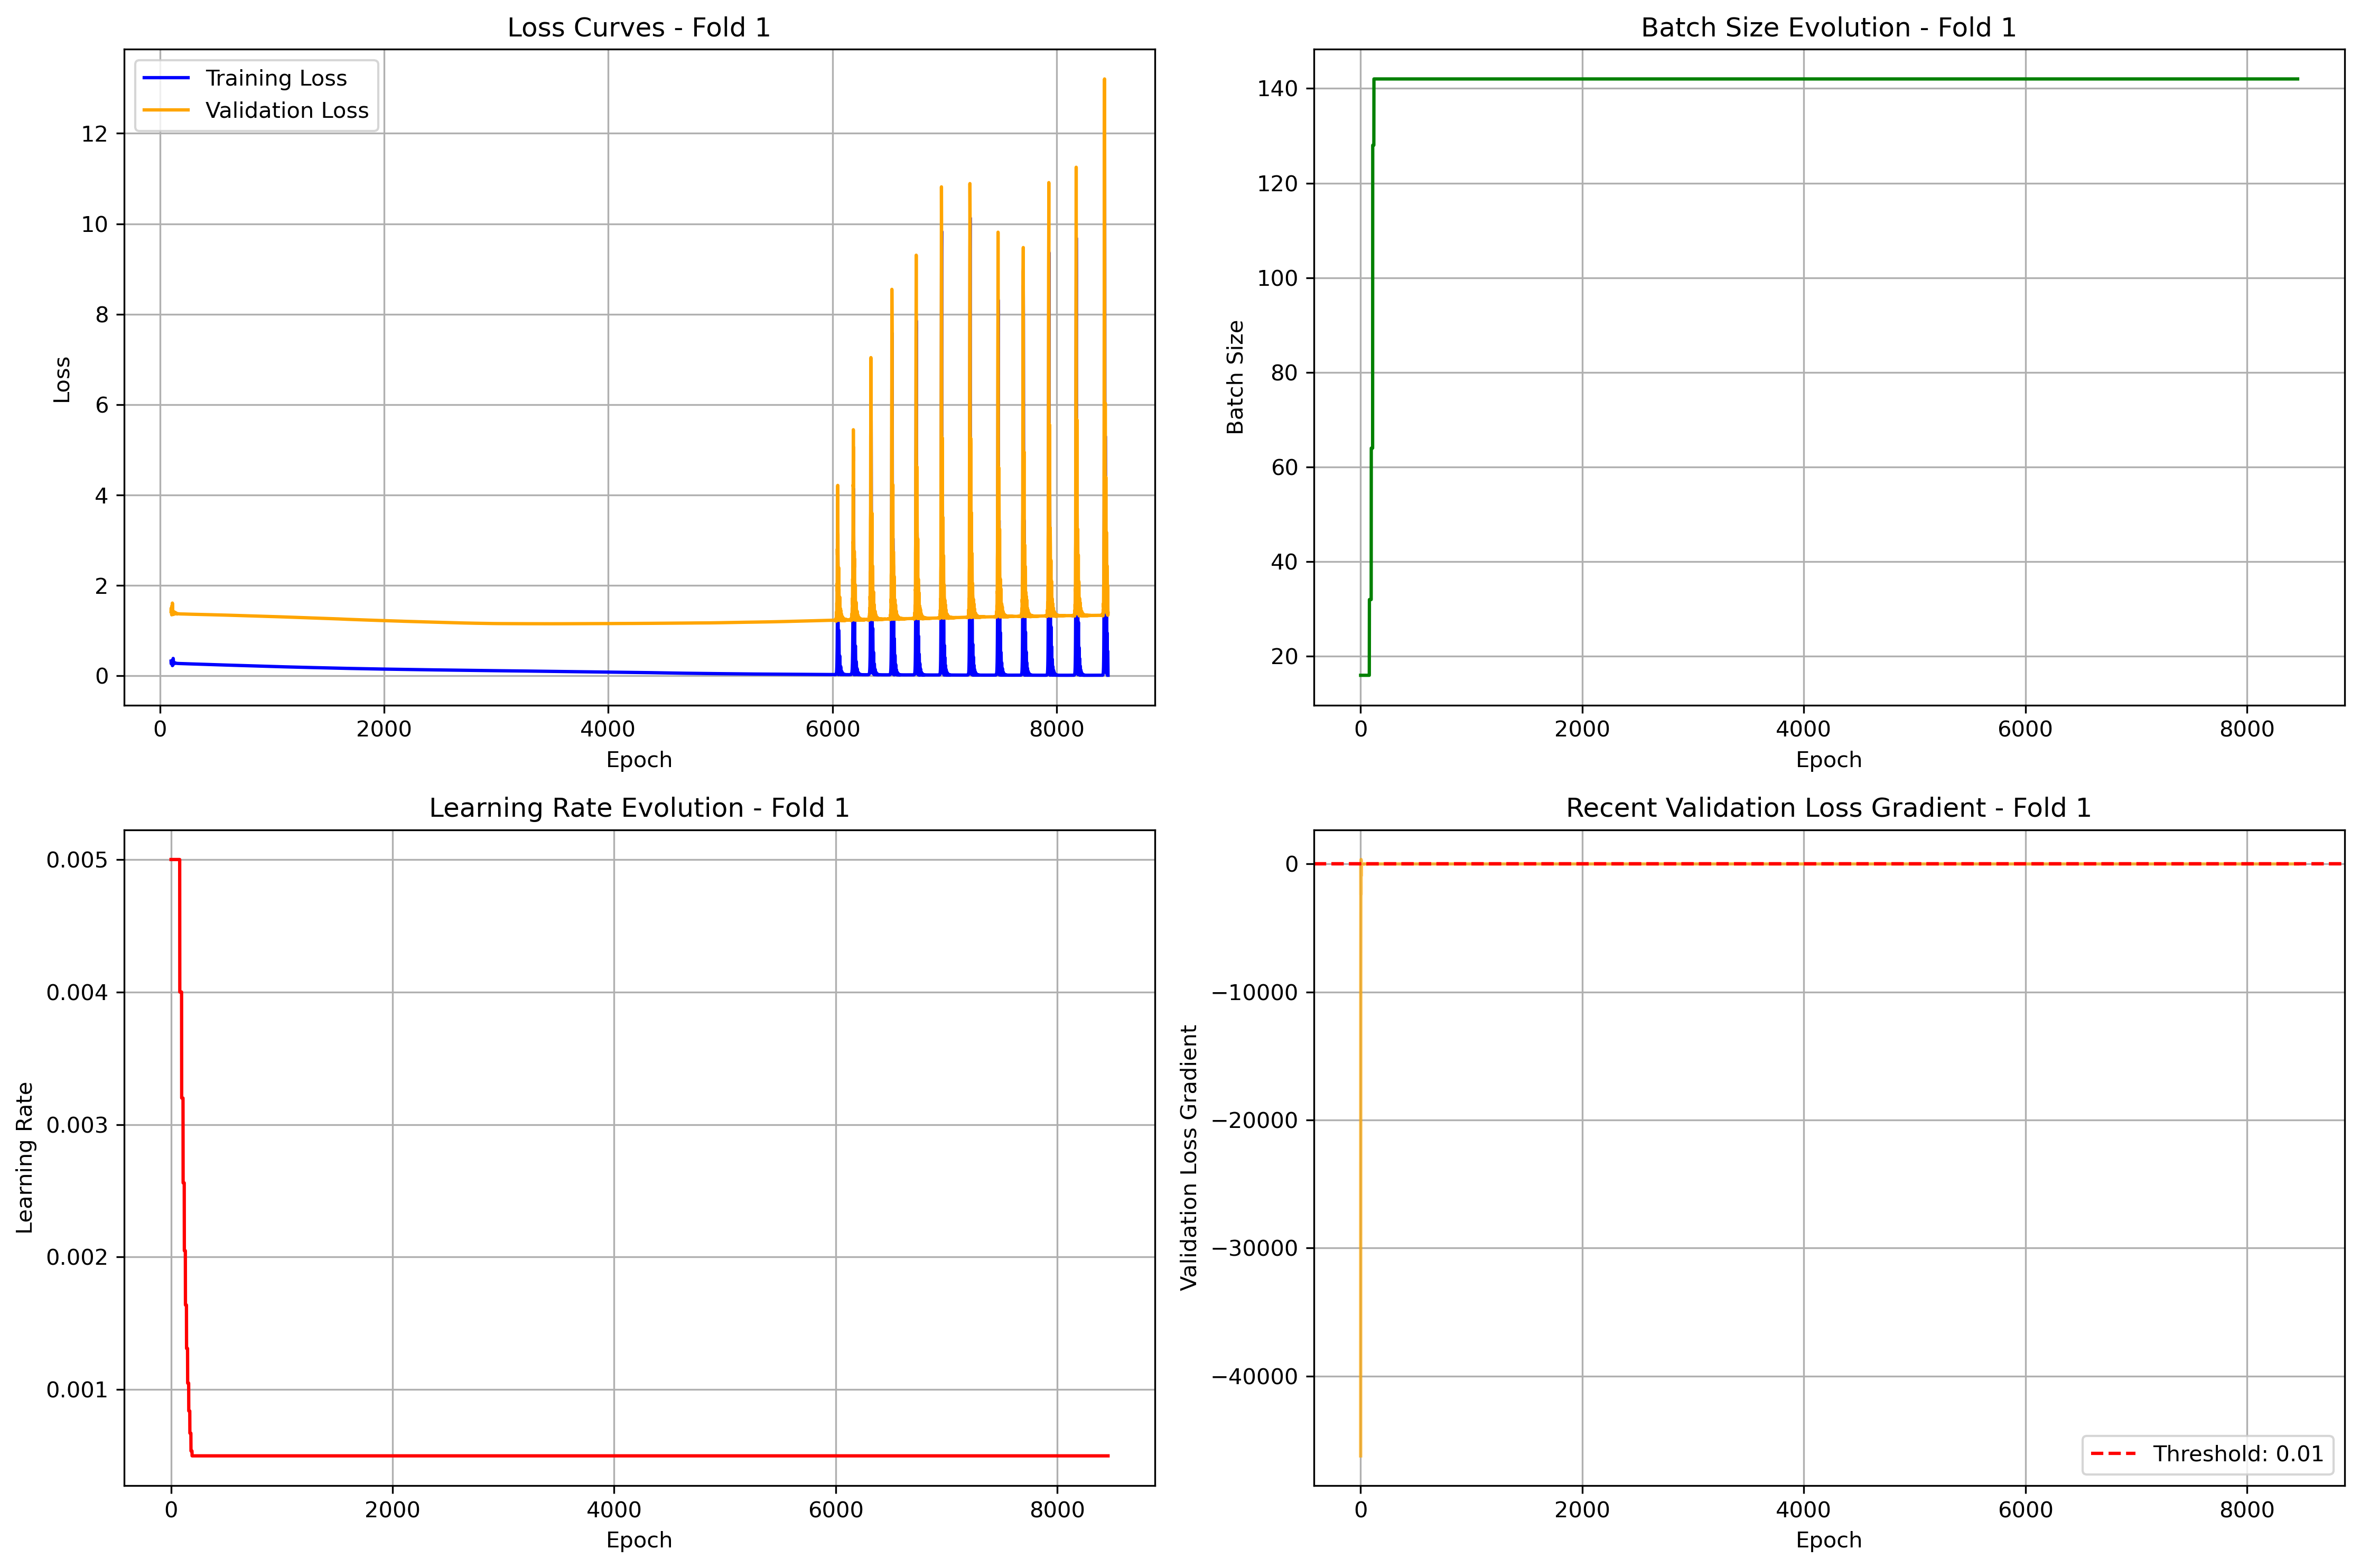 Loss Curves - Fold 1
Training Loss
Validation Loss
12
10
8
6
4
2
0
Loss
0 2000 4000 6000 8000
Epoch
Batch Size Evolution - Fold 1
140
120
100
80
60
40
20
Batch Size
0 2000 4000 6000 8000
Epoch
Learning Rate Evolution - Fold 1
0.005
0.004
0.003
0.002
0.001
Learning Rate
0 2000 4000 6000 8000
Epoch
Recent Validation Loss Gradient - Fold 1
0
−10000
−20000
−30000
−40000
Validation Loss Gradient
Threshold: 0.01
0 2000 4000 6000 8000
Epoch